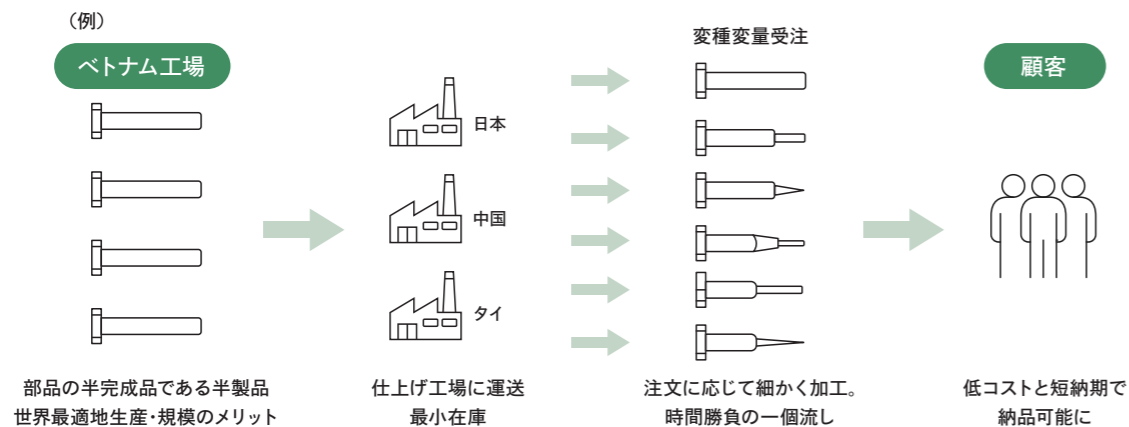 （例）
ベトナム工場
部品の半完成品である半製品
世界最適地生産・規模のメリット
日本
中国
タイ
仕上げ工場に運送
最小在庫
変種変量受注
注文に応じて細かく加工。
時間勝負の一個流し
顧客
低コストと短納期で
納品可能に